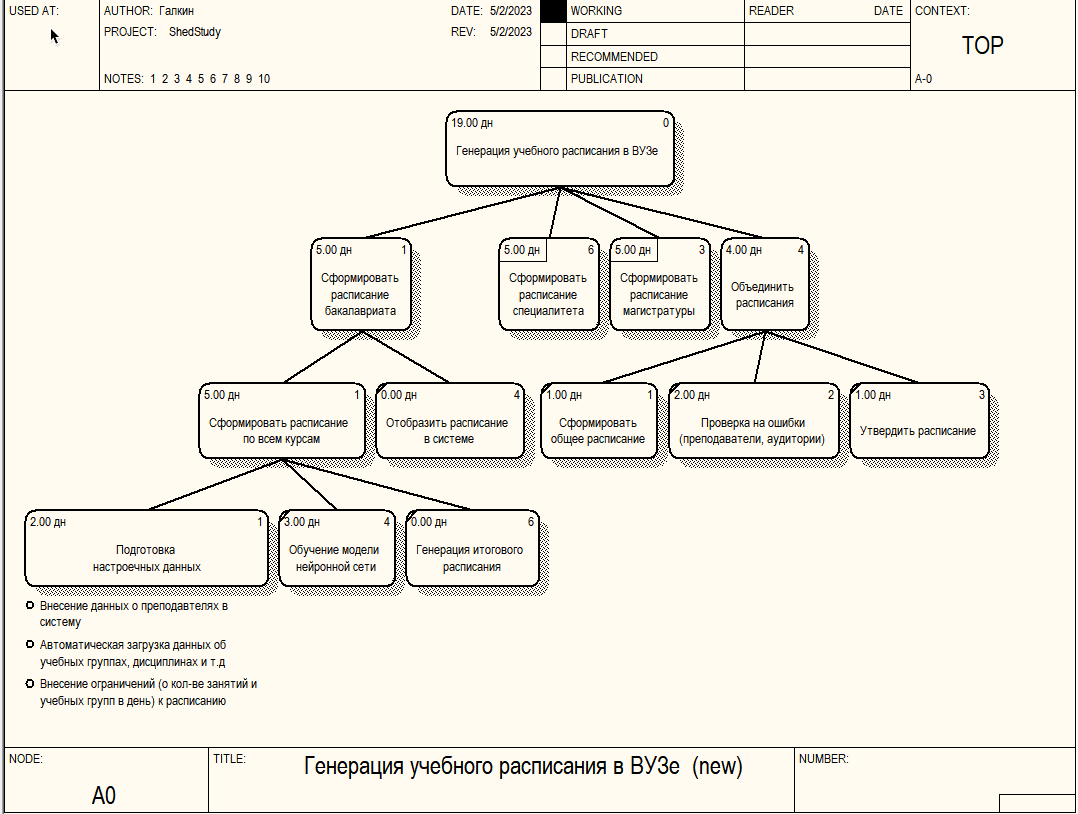 USED AT:
AUTHOR: Галкин
DATE: 5/2/2023
WORKING
READER
DATE
CONTEXT:
PROJECT: ShedStudy
REV: 5/2/2023
DRAFT
TOP
RECOMMENDED
NOTES: 1 2 3 4 5 6 7 8 9 10
PUBLICATION
A-0
19.00 дн 0
Генерация учебного расписания в ВУЗе
5.00 дн 1
Сформировать
расписание
бакалавриата
5.00 дн 6
Сформировать
расписание
специалитета
5.00 дн 3
Сформировать
расписание
магистратуры
4.00 дн 4
Объединить
расписания
5.00 дн 1
Сформировать расписание
по всем курсам
0.00 дн 4
Отобразить расписание
в системе
1.00 дн 1
Сформировать
общее расписание
2.00 дн 2
Проверка на ошибки
(преподаватели, аудитории)
1.00 дн 3
Утвердить расписание
2.00 дн 1
Подготовка
настроечных данных
3.00 дн 4
Обучение модели
нейронной сети
0.00 дн 6
Генерация итогового
расписания
Внесение данных о преподавтелях в
систему
Автоматическая загрузка данных об
учебных группах, дисциплинах и т.д
Внесение ограничений (о кол-ве занятий и
учебных групп в день) к расписанию
NODE:
A0
TITLE:
Генерация учебного расписания в ВУЗе (new)
NUMBER: